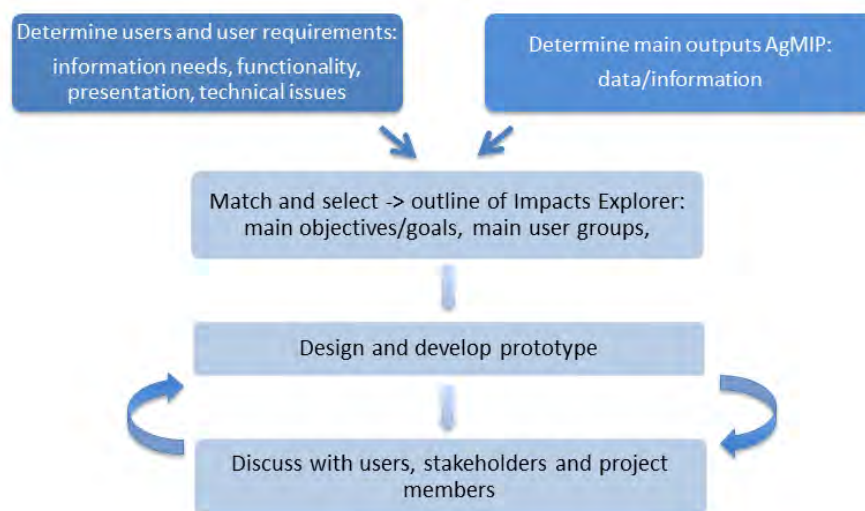 Determine users and user requirements:
information needs, functionality,
presentation, technical issues
Determine main outputs AgMIP:
data/information
Match and select -> outline of Impacts Explorer:
main objectives/goals, main user groups,
Design and develop prototype
Discuss with users, stakeholders and project
members